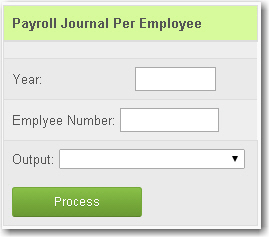 Payroll Journal Per Employee
Year:
Emplyee Number:
Output:
Process